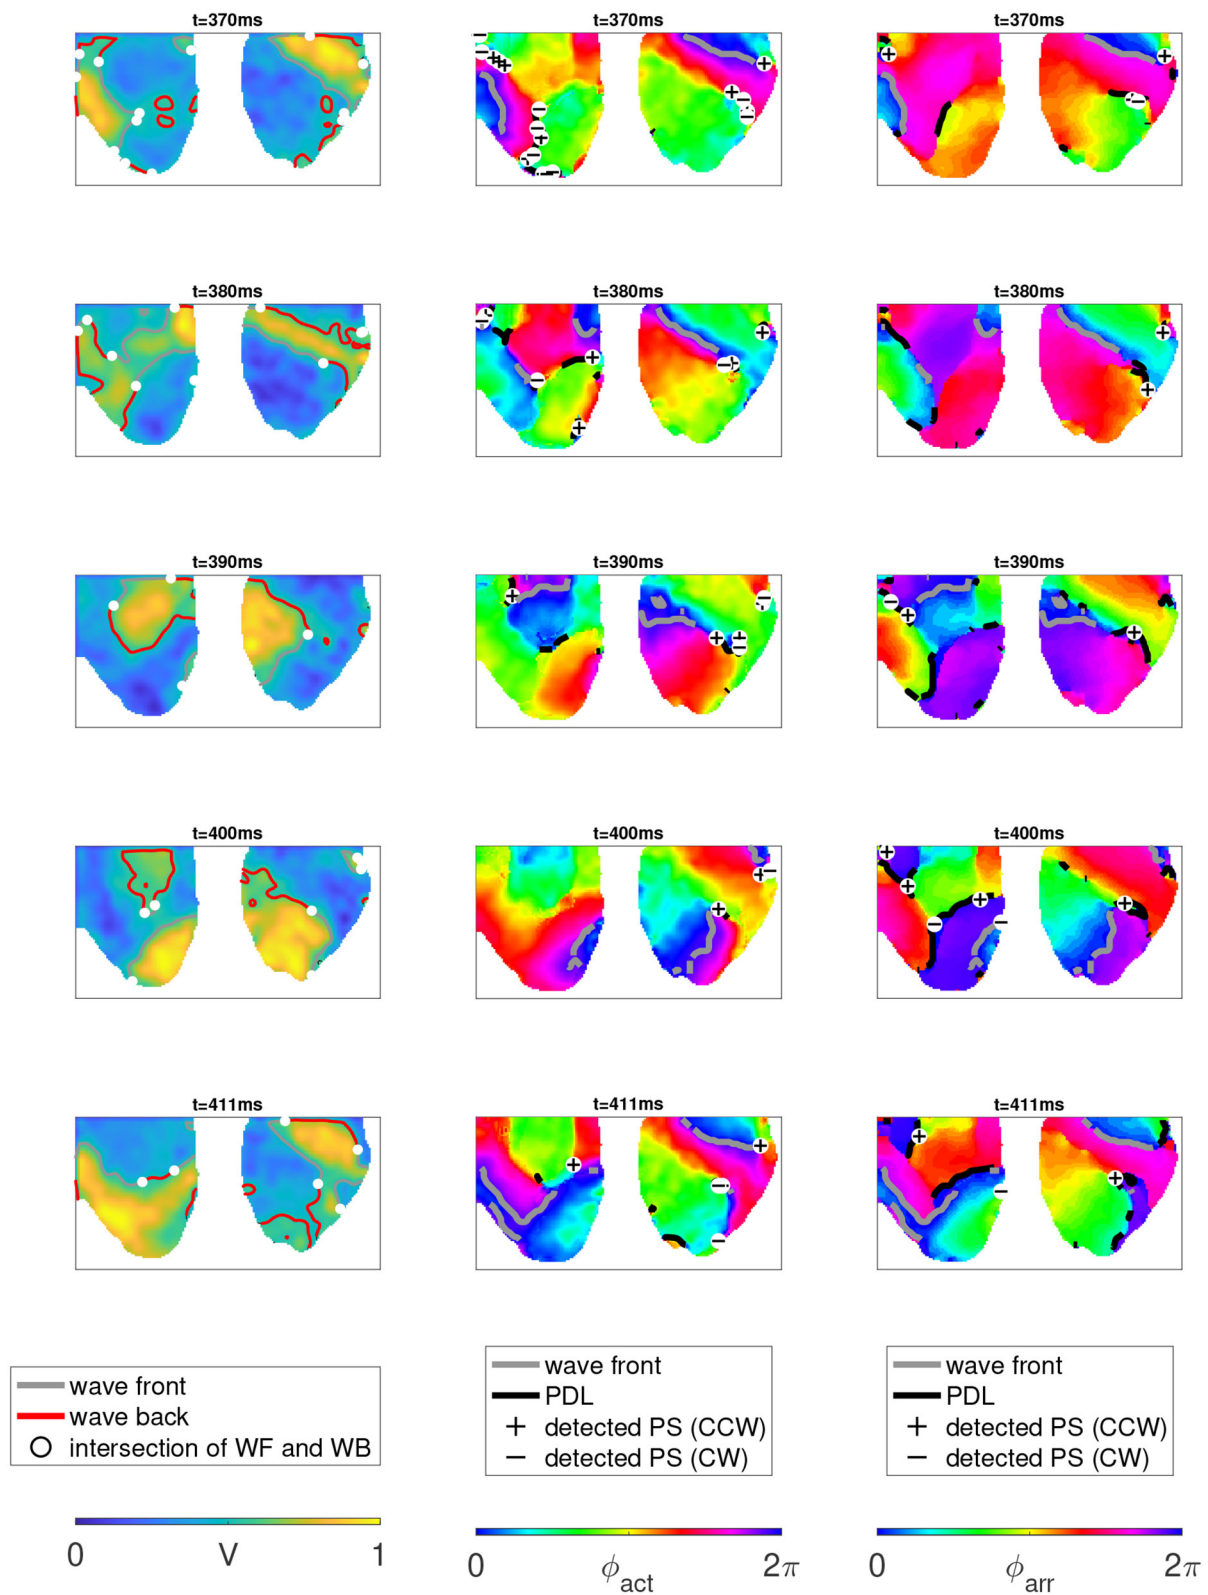 t=370ms t=370ms t=370ms
t=380ms t=380ms t=380ms
t=390ms t=390ms t=390ms
t=400ms t=400ms t=400ms
t=411ms t=411ms t=411ms
wave front
wave back
intersection of WF and WB
wave front
PDL
+ detected PS (CCW)
− detected PS (CW)
wave front
PDL
+ detected PS (CCW)
− detected PS (CW)
0 V 1
0 ϕact 2π
0 ϕarr 2π